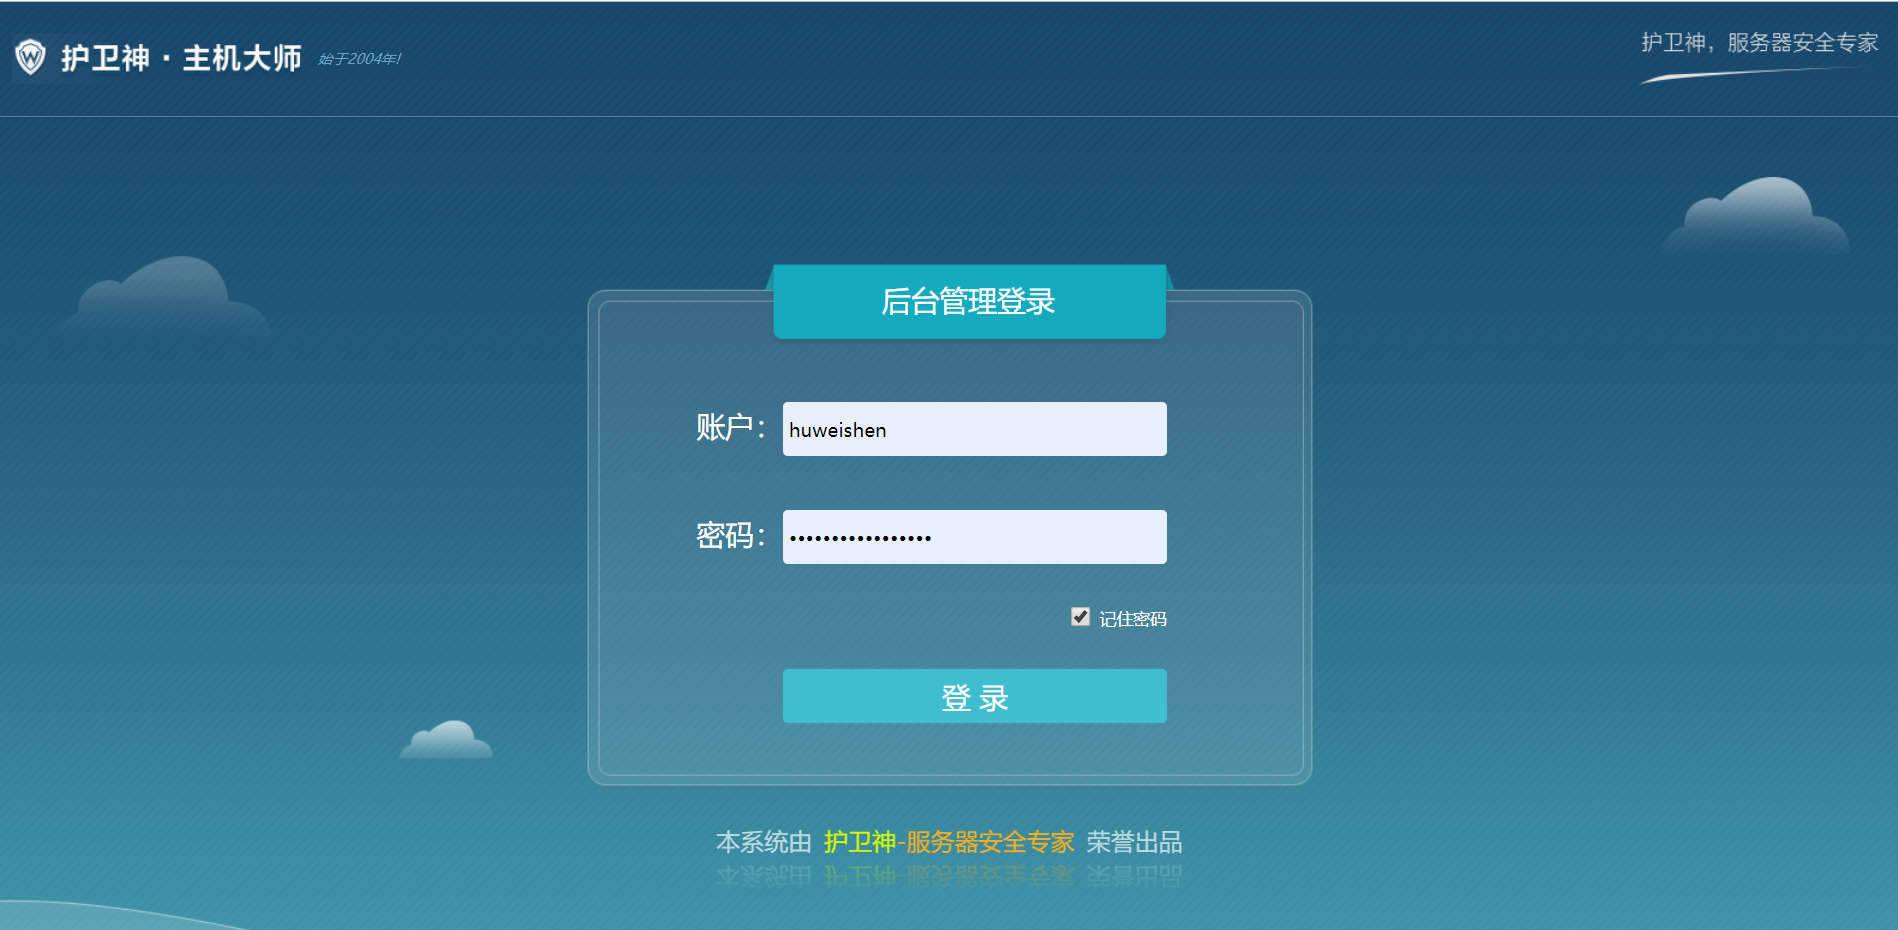 护卫神·主机大师 始于2004年!
护卫神，服务器安全专家
后台管理登录
账户： huweishen
密码： •••••••••••••••••
记住密码
登 录
本系统由 护卫神-服务器安全专家 荣誉出品